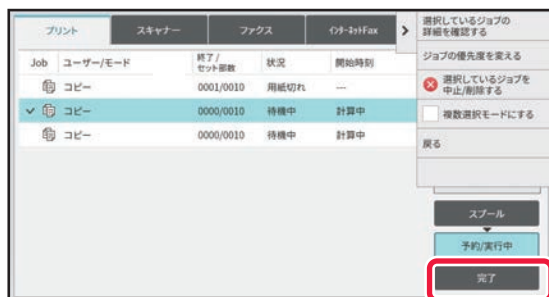 プリント
スキャナー
ファクス
インターネットFax
Job
ユーザー/モード
終了/
セット部数
状況
開始時刻
コピー
0001/0010
用紙切れ
---
コピー
0000/0010
待機中
計算中
コピー
0000/0010
待機中
計算中
選択しているジョブの
詳細を確認する
ジョブの優先度を変える
選択しているジョブを
中止/削除する
複数選択モードにする
戻る
スプール
予約/実行中
完了